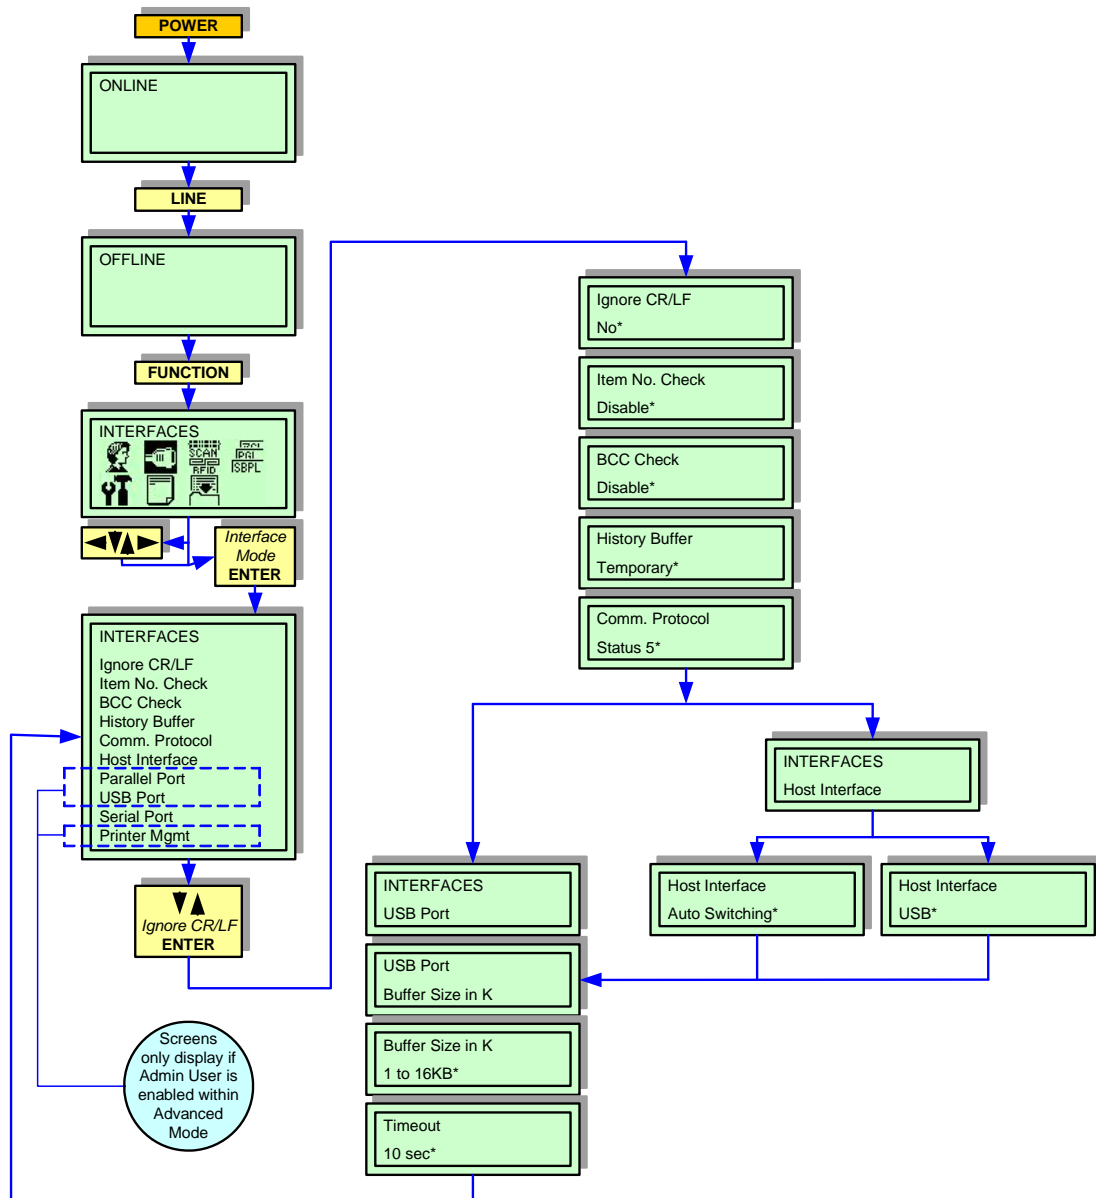 POWER
ONLINE
LINE
OFFLINE
FUNCTION
INTERFACES
SCAN
RFID
PGL
SBPL
Interface
Mode
ENTER
INTERFACES
Ignore CR/LF
Item No. Check
BCC Check
History Buffer
Comm. Protocol
Host Interface
Parallel Port
USB Port
Serial Port
Printer Mgmt
Ignore CR/LF
ENTER
Screens
only display if
Admin User is
enabled within
Advanced
Mode
Ignore CR/LF
No*
Item No. Check
Disable*
BCC Check
Disable*
History Buffer
Temporary*
Comm. Protocol
Status 5*
INTERFACES
Host Interface
Host Interface
Auto Switching*
Host Interface
USB*
INTERFACES
USB Port
USB Port
Buffer Size in K
Buffer Size in K
1 to 16KB*
Timeout
10 sec*